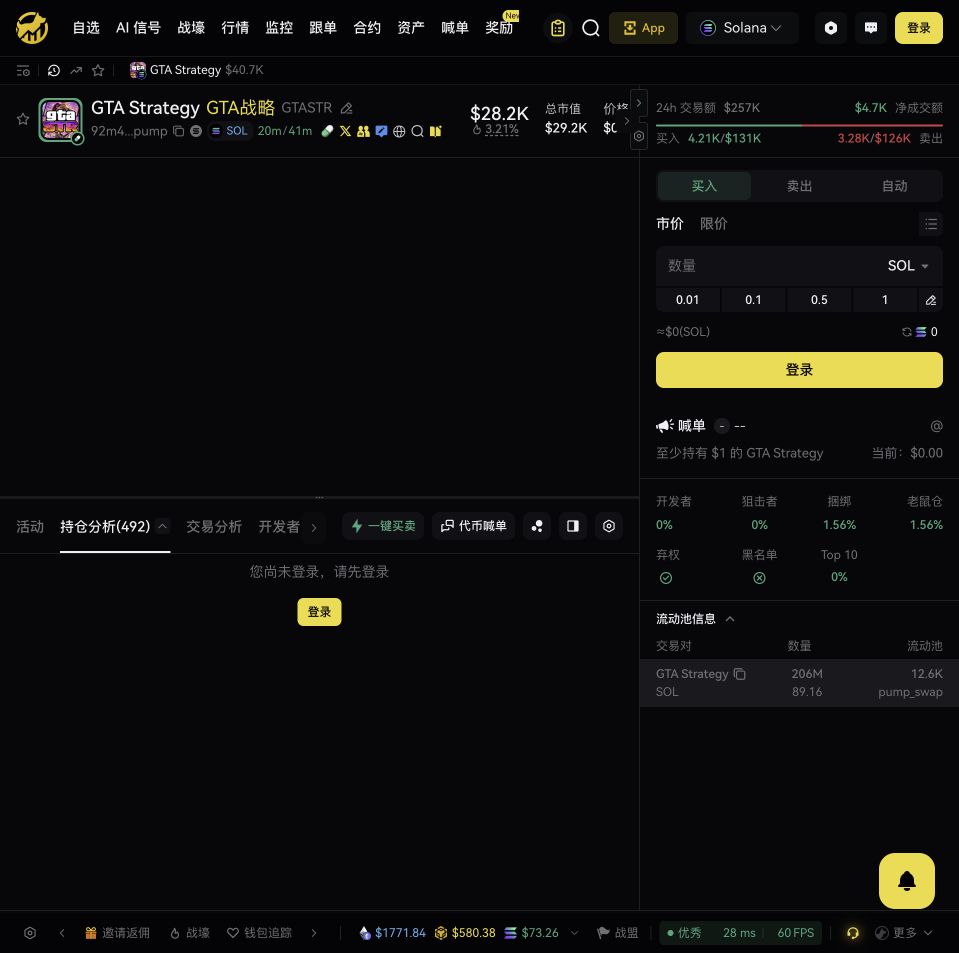 自选 AI 信号 战壕 行情 监控 跟单 合约 资产 喊单 奖励 New App Solana 登录
GTA Strategy $40.7K
GTA Strategy GTA战略 GTASTR
92m4...pump SOL 20m/41m
$28.2K
3.21%
总市值
$29.2K
24h 交易额 $257K $4.7K 净成交额
买入 4.21K/$131K 3.28K/$126K 卖出
买入 卖出 自动
市价 限价
数量 SOL
0.01 0.1 0.5 1
≈$0(SOL) 0
登录
喊单 - --
@
至少持有 $1 的 GTA Strategy 当前: $0.00
开发者 狙击者 捆绑 老鼠仓
0% 0% 1.56% 1.56%
弃权 黑名单 Top 10
0%
流动池信息
交易对 数量 流动池
GTA Strategy 206M 12.6K
SOL 89.16 pump_swap
活动 持仓分析(492) 交易分析 开发者 一键买卖 代币喊单
您尚未登录，请先登录
登录
邀请返佣 战壕 钱包追踪 $1771.84 $580.38 $73.26 战盟 优秀 28 ms 60 FPS 更多